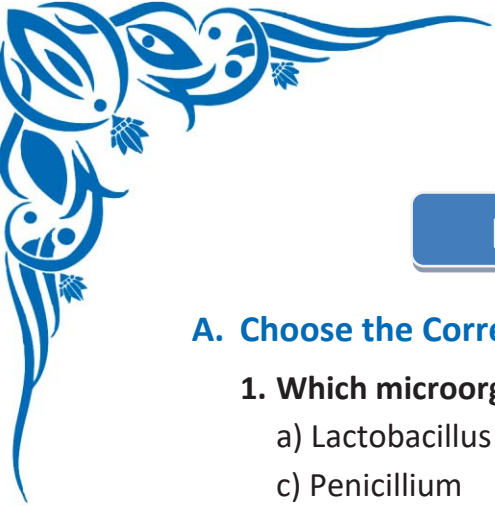 A. Choose the Corre
1. Which microorg
a) Lactobacillus
c) Penicillium